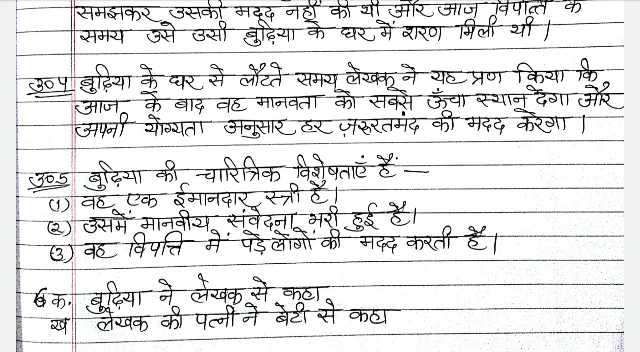 समझकर उसकी मदद नहीं की थी और आज विपत्ति के
समय उसे उसी बुढ़िया के घर में शरण मिली थी।
उ०4 बुढ़िया के घर से लौटते समय लेखक ने यह प्रण किया कि
आज के बाद वह मानवता को सबसे ऊँचा स्थान देगा और
अपनी योग्यता अनुसार हर ज़रूरतमंद की मदद करेगा।
उ०5 बुढ़िया की चारित्रिक विशेषताएँ हैं —
(1) वह एक ईमानदार स्त्री है।
(2) उसमें मानवीय संवेदना भरी हुई है।
(3) वह विपत्ति में पड़े लोगों की मदद करती है।
6 क. बुढ़िया ने लेखक से कहा
ख लेखक की पत्नी ने बेटी से कहा